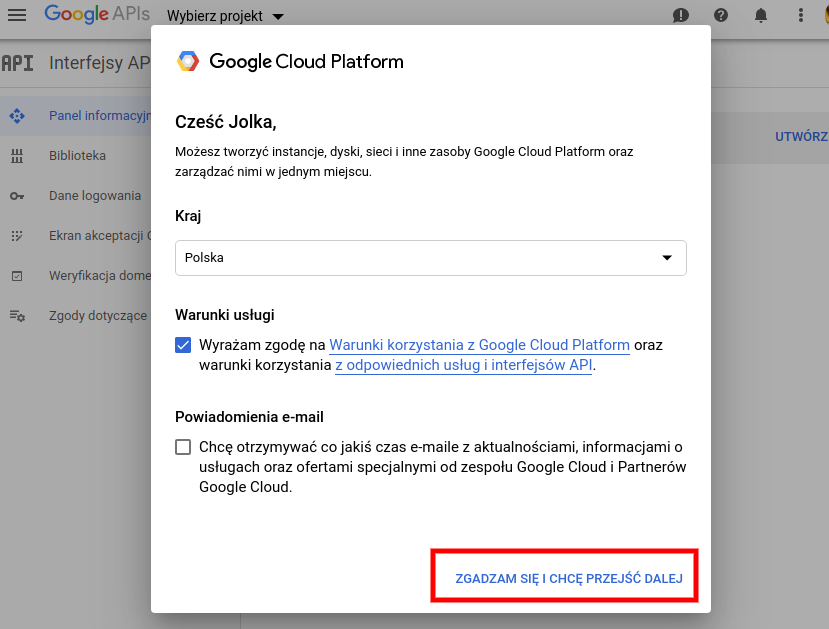 Google APIs Wybierz projekt
API Interfejsy AP
Panel informacyjn
Biblioteka
Dane logowania
Ekran akceptacji O
Weryfikacja dome
Zgody dotyczące
UTWÓRZ
Google Cloud Platform
Cześć Jolka,
Możesz tworzyć instancje, dyski, sieci i inne zasoby Google Cloud Platform oraz
zarządzać nimi w jednym miejscu.
Kraj
Polska
Warunki usługi
Wyrażam zgodę na Warunki korzystania z Google Cloud Platform oraz
warunki korzystania z odpowiednich usług i interfejsów API.
Powiadomienia e-mail
Chcę otrzymywać co jakiś czas e-maile z aktualnościami, informacjami o
usługach oraz ofertami specjalnymi od zespołu Google Cloud i Partnerów
Google Cloud.
ZGADZAM SIĘ I CHCĘ PRZEJŚĆ DALEJ